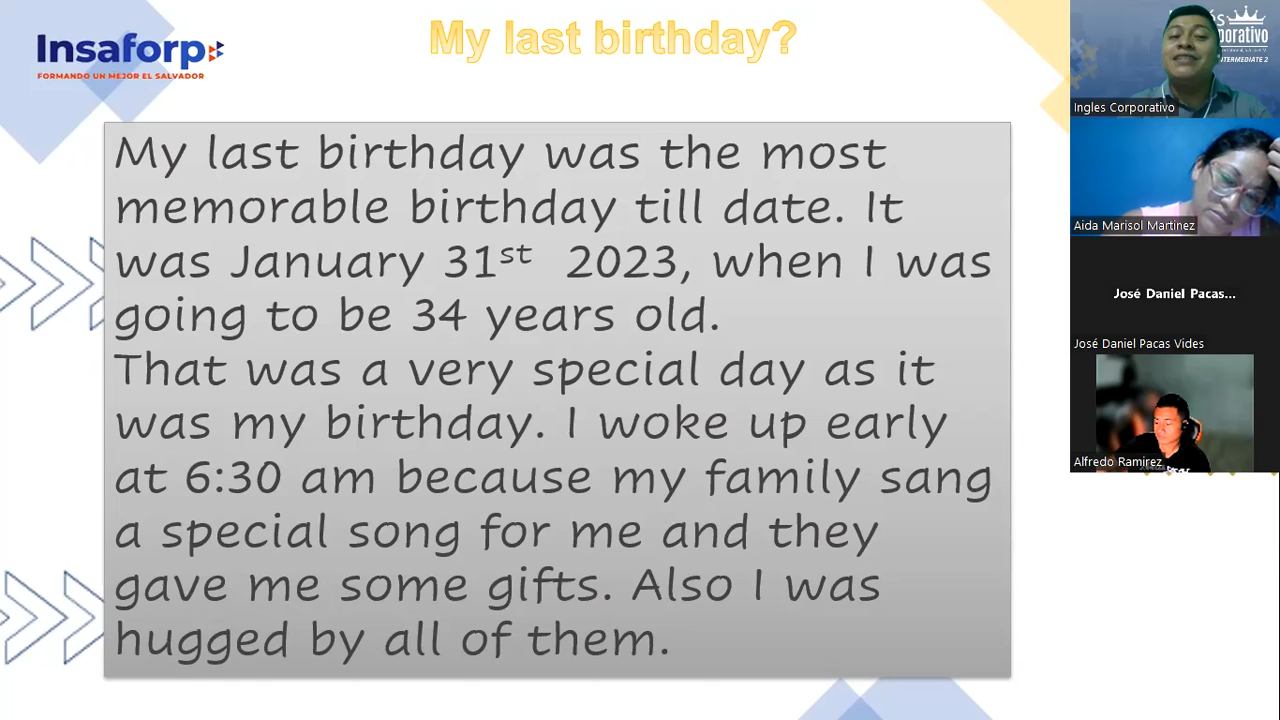 Insaforp
FORMANDO UN MEJOR EL SALVADOR
My last birthday?
My last birthday was the most
memorable birthday till date. It
was January 31st 2023, when I was
going to be 34 years old.
That was a very special day as it
was my birthday. I woke up early
at 6:30 am because my family sang
a special song for me and they
gave me some gifts. Also I was
hugged by all of them.
Ingles Corporativo
Aida Marisol Martinez
José Daniel Pacas...
José Daniel Pacas Vides
Alfredo Ramirez